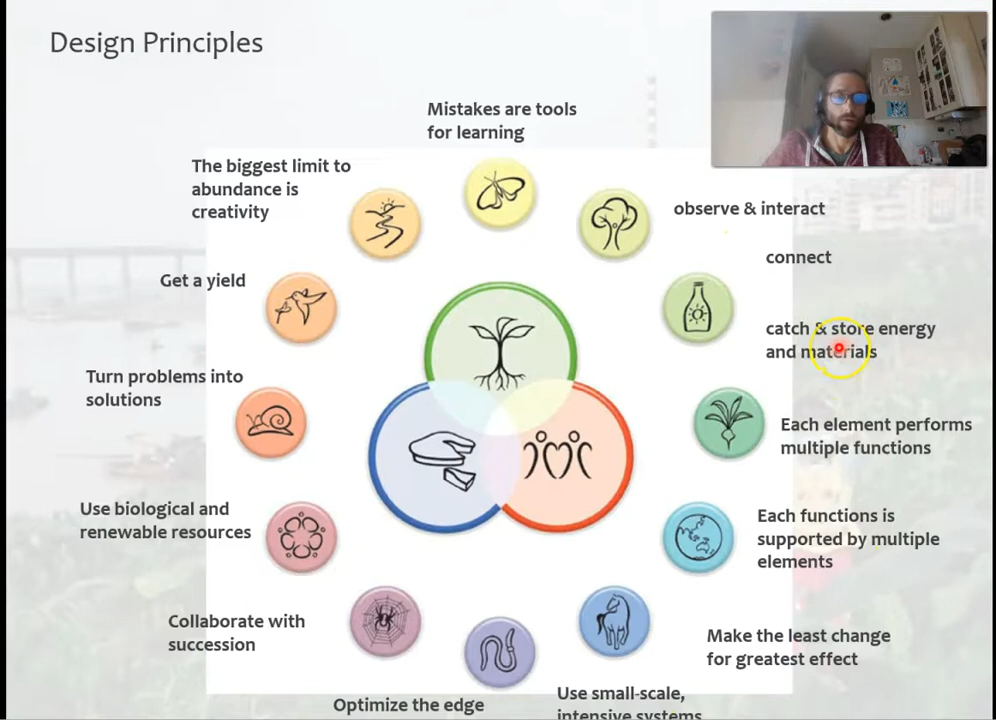 Design Principles
Mistakes are tools
for learning
The biggest limit to
abundance is
creativity
observe & interact
connect
Get a yield
catch & store energy
and materials
Turn problems into
solutions
Each element performs
multiple functions
Use biological and
renewable resources
Each functions is
supported by multiple
elements
Collaborate with
succession
Make the least change
for greatest effect
Optimize the edge
Use small-scale,
intensive systems